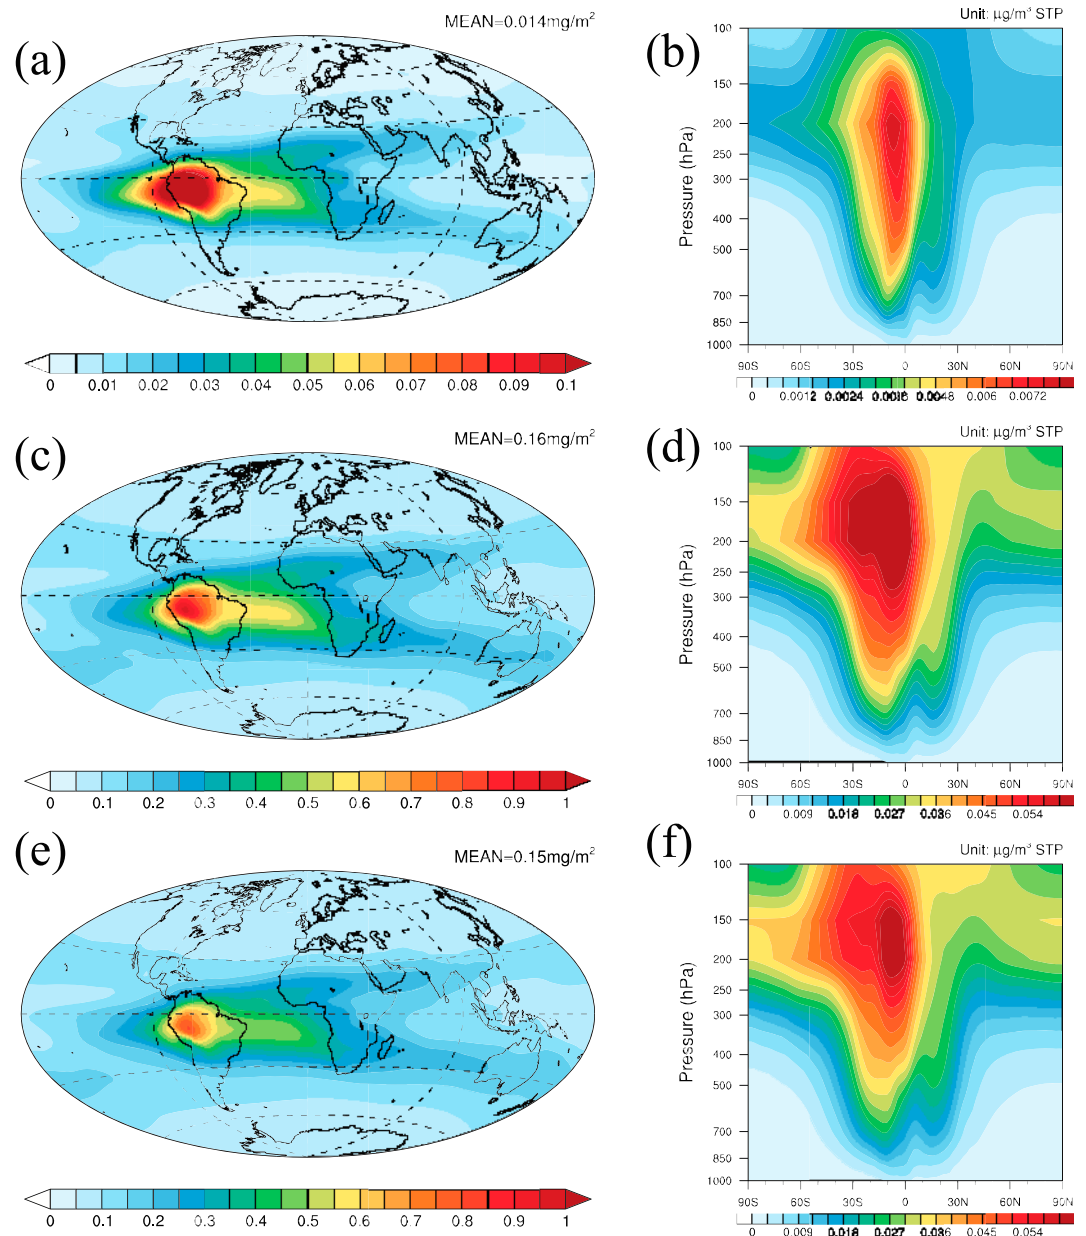 (a)
MEAN=0.014mg/m²
0 0.01 0.02 0.03 0.04 0.05 0.06 0.07 0.08 0.09 0.1
(b)
Unit: μg/m³ STP
Pressure (hPa)
100
150
200
250
300
400
500
700
850
1000
90S 60S 30S 0 30N 60N 90N
0 0.0012 0.0024 0.0048 0.006 0.0072
(c)
MEAN=0.16mg/m²
0 0.1 0.2 0.3 0.4 0.5 0.6 0.7 0.8 0.9 1
(d)
Unit: μg/m³ STP
Pressure (hPa)
100
150
200
250
300
400
500
700
850
1000
90S 60S 30S 0 30N 60N 90N
0 0.009 0.018 0.027 0.036 0.045 0.054
(e)
MEAN=0.15mg/m²
0 0.1 0.2 0.3 0.4 0.5 0.6 0.7 0.8 0.9 1
(f)
Unit: μg/m³ STP
Pressure (hPa)
100
150
200
250
300
400
500
700
850
1000
90S 60S 30S 0 30N 60N 90N
0 0.009 0.018 0.027 0.036 0.045 0.054